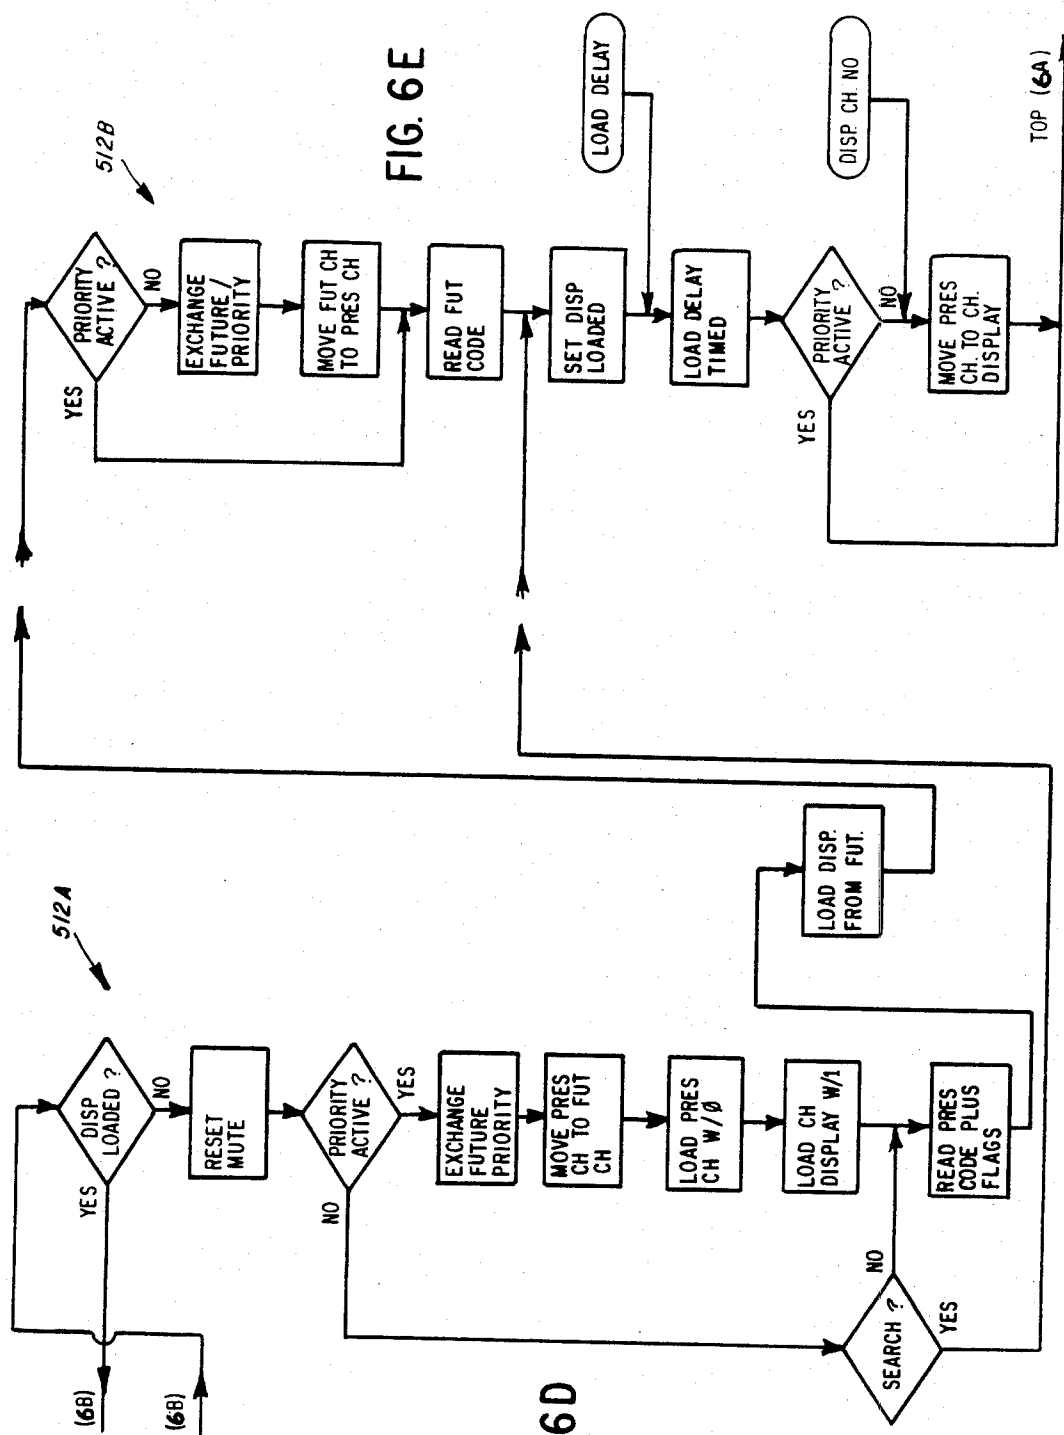 512A
(6B)
(6B)
DISP
LOADED ?
YES
NO
RESET
MUTE
PRIORITY
ACTIVE ?
NO
YES
EXCHANGE
FUTURE
PRIORITY
MOVE PRES
CH TO FUT
CH
LOAD PRES
CH W/Ø
LOAD CH
DISPLAY W/1
SEARCH ?
NO
YES
READ PRES
CODE PLUS
FLAGS
LOAD DISP.
FROM FUT.
6D
512B
PRIORITY
ACTIVE ?
YES
NO
EXCHANGE
FUTURE /
PRIORITY
MOVE FUT CH
TO PRES CH
READ FUT
CODE
SET DISP
LOADED
LOAD DELAY
LOAD DELAY
TIMED
PRIORITY
ACTIVE ?
YES
NO
DISP. CH. NO
MOVE PRES
CH. TO CH.
DISPLAY
TOP (6A)
FIG. 6E